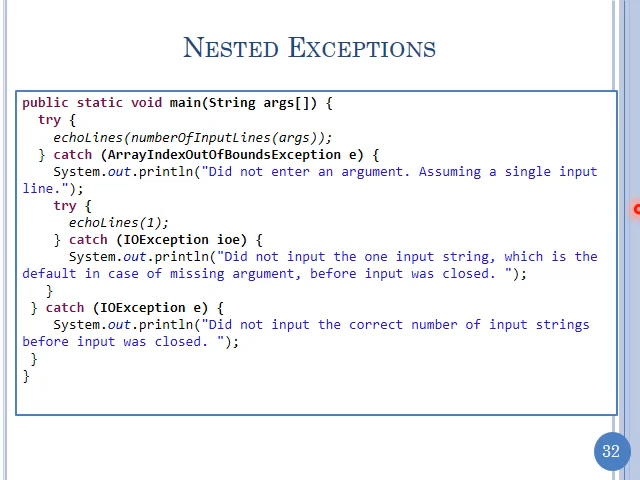 NESTED EXCEPTIONS
public static void main(String args[]) {
try {
echoLines(numberOfInputLines(args));
} catch (ArrayIndexOutOfBoundsException e) {
System.out.println("Did not enter an argument. Assuming a single input
line.");
try {
echoLines(1);
} catch (IOException ioe) {
System.out.println("Did not input the one input string, which is the
default in case of missing argument, before input was closed. ");
}
} catch (IOException e) {
System.out.println("Did not input the correct number of input strings
before input was closed. ");
}
}
32